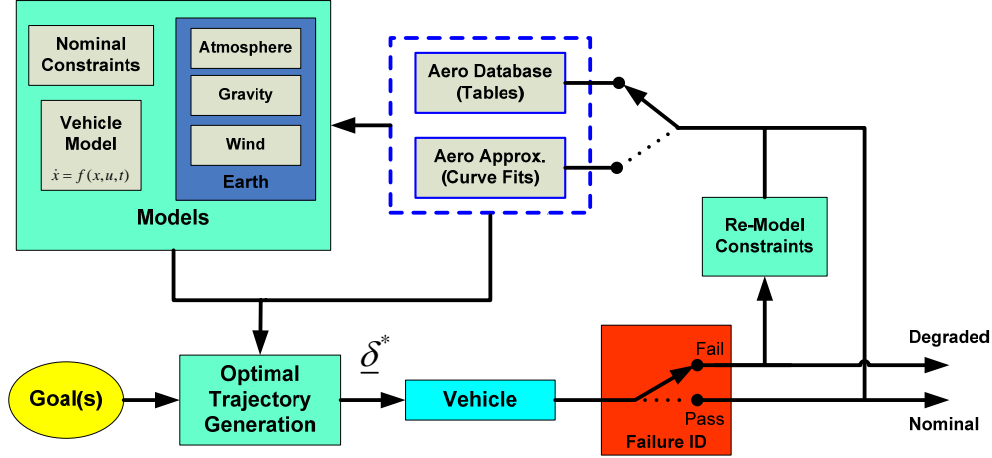 Nominal
Constraints
Vehicle
Model
ẋ = f(x,u,t)
Atmosphere
Gravity
Wind
Earth
Models
Aero Database
(Tables)
Aero Approx.
(Curve Fits)
Re-Model
Constraints
Goal(s)
Optimal
Trajectory
Generation
δ*
Vehicle
Fail
Pass
Failure ID
Degraded
Nominal